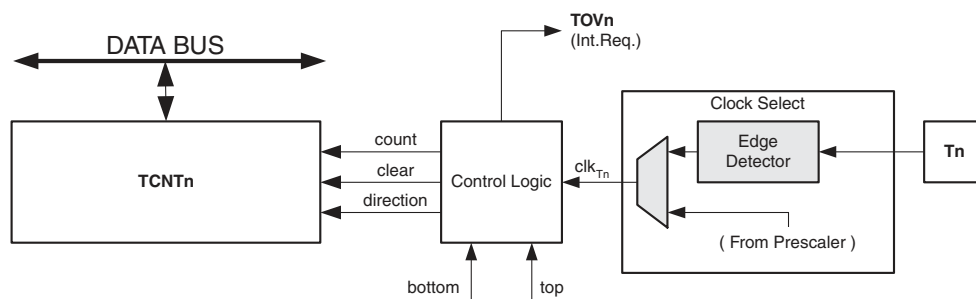 TOVn
(Int.Req.)
DATA BUS
Clock Select
count
Edge
Detector
Tn
TCNTn
clear
Control Logic
clkTn
direction
( From Prescaler )
bottom
top